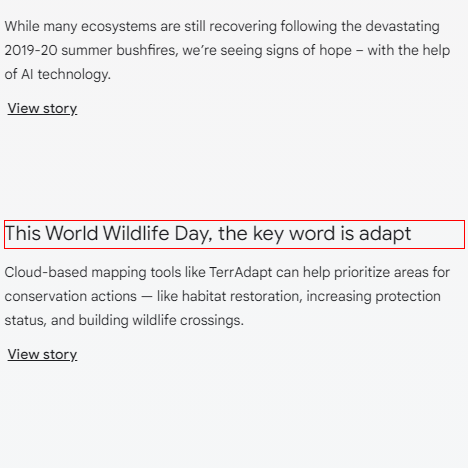 While many ecosystems are still recovering following the devastating
2019-20 summer bushfires, we’re seeing signs of hope – with the help
of AI technology.
View story
This World Wildlife Day, the key word is adapt
Cloud-based mapping tools like TerrAdapt can help prioritize areas for
conservation actions — like habitat restoration, increasing protection
status, and building wildlife crossings.
View story